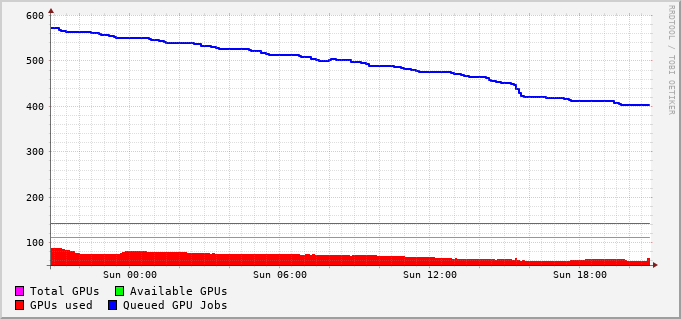 600
500
400
300
200
100
Sun 00:00 Sun 06:00 Sun 12:00 Sun 18:00
Total GPUs Available GPUs
GPUs used Queued GPU Jobs
RRDTOOL / TOBI OETIKER